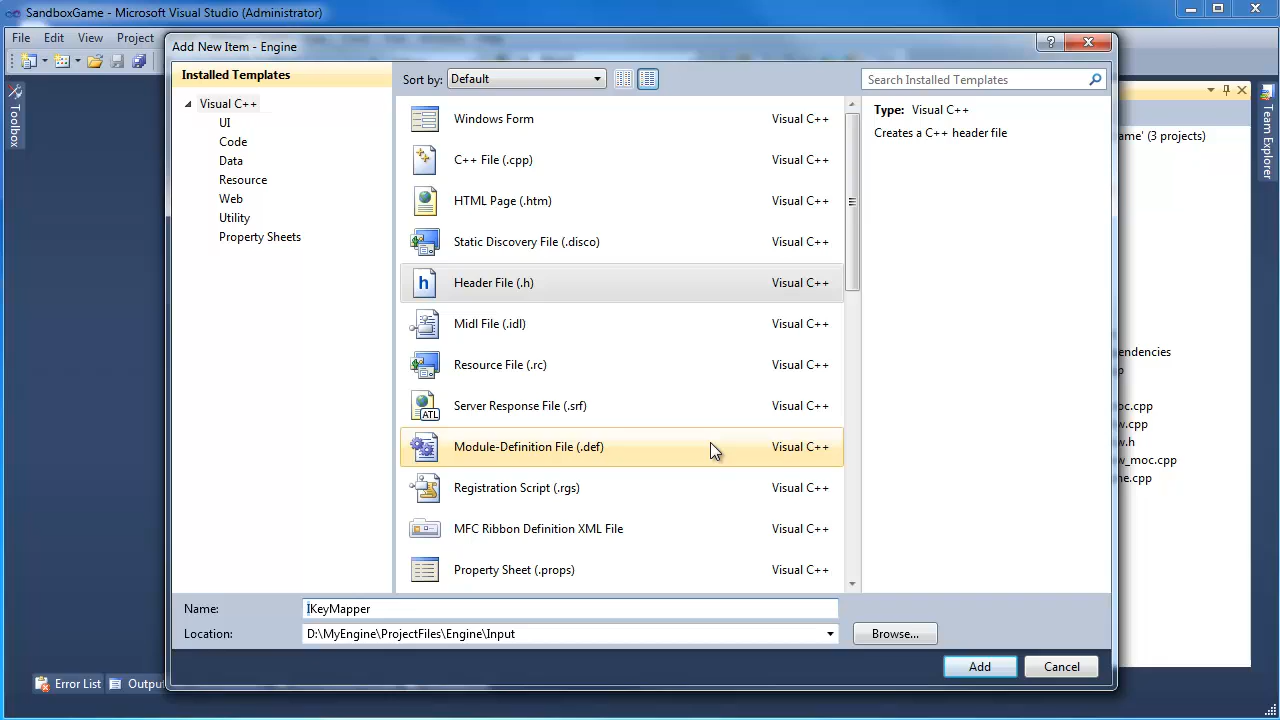 SandboxGame - Microsoft Visual Studio (Administrator)
File Edit View Project
Add New Item - Engine
Installed Templates
Sort by: Default
Search Installed Templates
Visual C++
UI
Code
Data
Resource
Web
Utility
Property Sheets
Windows Form Visual C++
C++ File (.cpp) Visual C++
HTML Page (.htm) Visual C++
Static Discovery File (.disco) Visual C++
Header File (.h) Visual C++
Midl File (.idl) Visual C++
Resource File (.rc) Visual C++
Server Response File (.srf) Visual C++
Module-Definition File (.def) Visual C++
Registration Script (.rgs) Visual C++
MFC Ribbon Definition XML File Visual C++
Property Sheet (.props) Visual C++
Type: Visual C++
Creates a C++ header file
Toolbox
Team Explorer
ame' (3 projects)
endencies
p
oc.cpp
w.cpp
w.h
w_moc.cpp
ne.cpp
Name: IKeyMapper
Location: D:\MyEngine\ProjectFiles\Engine\Input
Browse...
Add Cancel
Error List Outpu